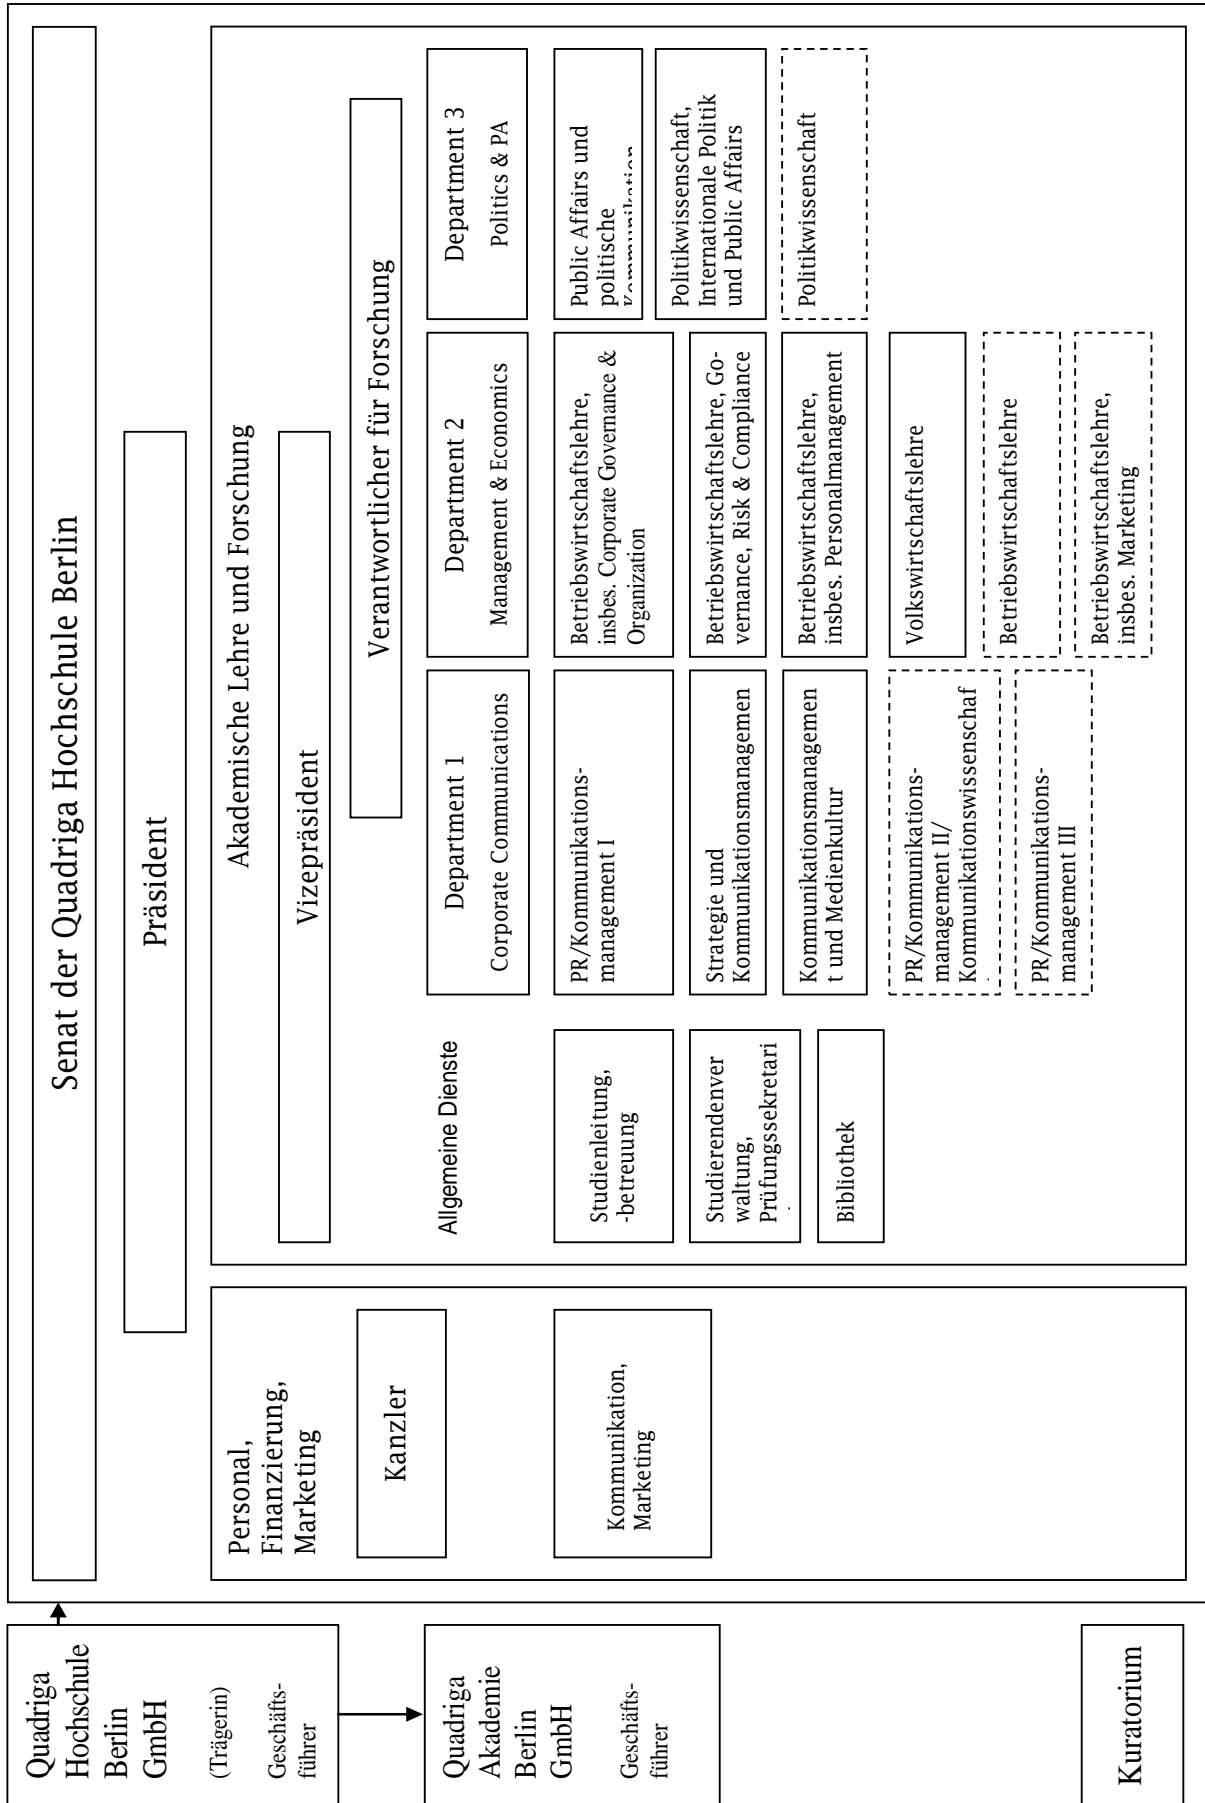 Quadriga
Hochschule
Berlin
GmbH
(Trägerin)
Geschäfts-
führer
Quadriga
Akademie
Berlin
GmbH
Geschäfts-
führer
Kuratorium
Senat der Quadriga Hochschule Berlin
Präsident
Personal,
Finanzierung,
Marketing
Kanzler
Kommunikation,
Marketing
Akademische Lehre und Forschung
Vizepräsident
Verantwortlicher für Forschung
Allgemeine Dienste
Studienleitung,
-betreuung
Studierendenver
waltung,
Prüfungssekretari
Bibliothek
Department 1
Corporate Communications
PR/Kommunikations-
management I
Strategie und
Kommunikationsmanagemen
Kommunikationsmanagemen
t und Medienkultur
PR/Kommunikations-
management II/
Kommunikationswissenschaf
PR/Kommunikations-
management III
Department 2
Management & Economics
Betriebswirtschaftslehre,
insbes. Corporate Governance &
Organization
Betriebswirtschaftslehre, Go-
vernance, Risk & Compliance
Betriebswirtschaftslehre,
insbes. Personalmanagement
Volkswirtschaftslehre
Betriebswirtschaftslehre
Betriebswirtschaftslehre,
insbes. Marketing
Department 3
Politics & PA
Public Affairs und
politische
Kommunikation
Politikwissenschaft,
Internationale Politik
und Public Affairs
Politikwissenschaft